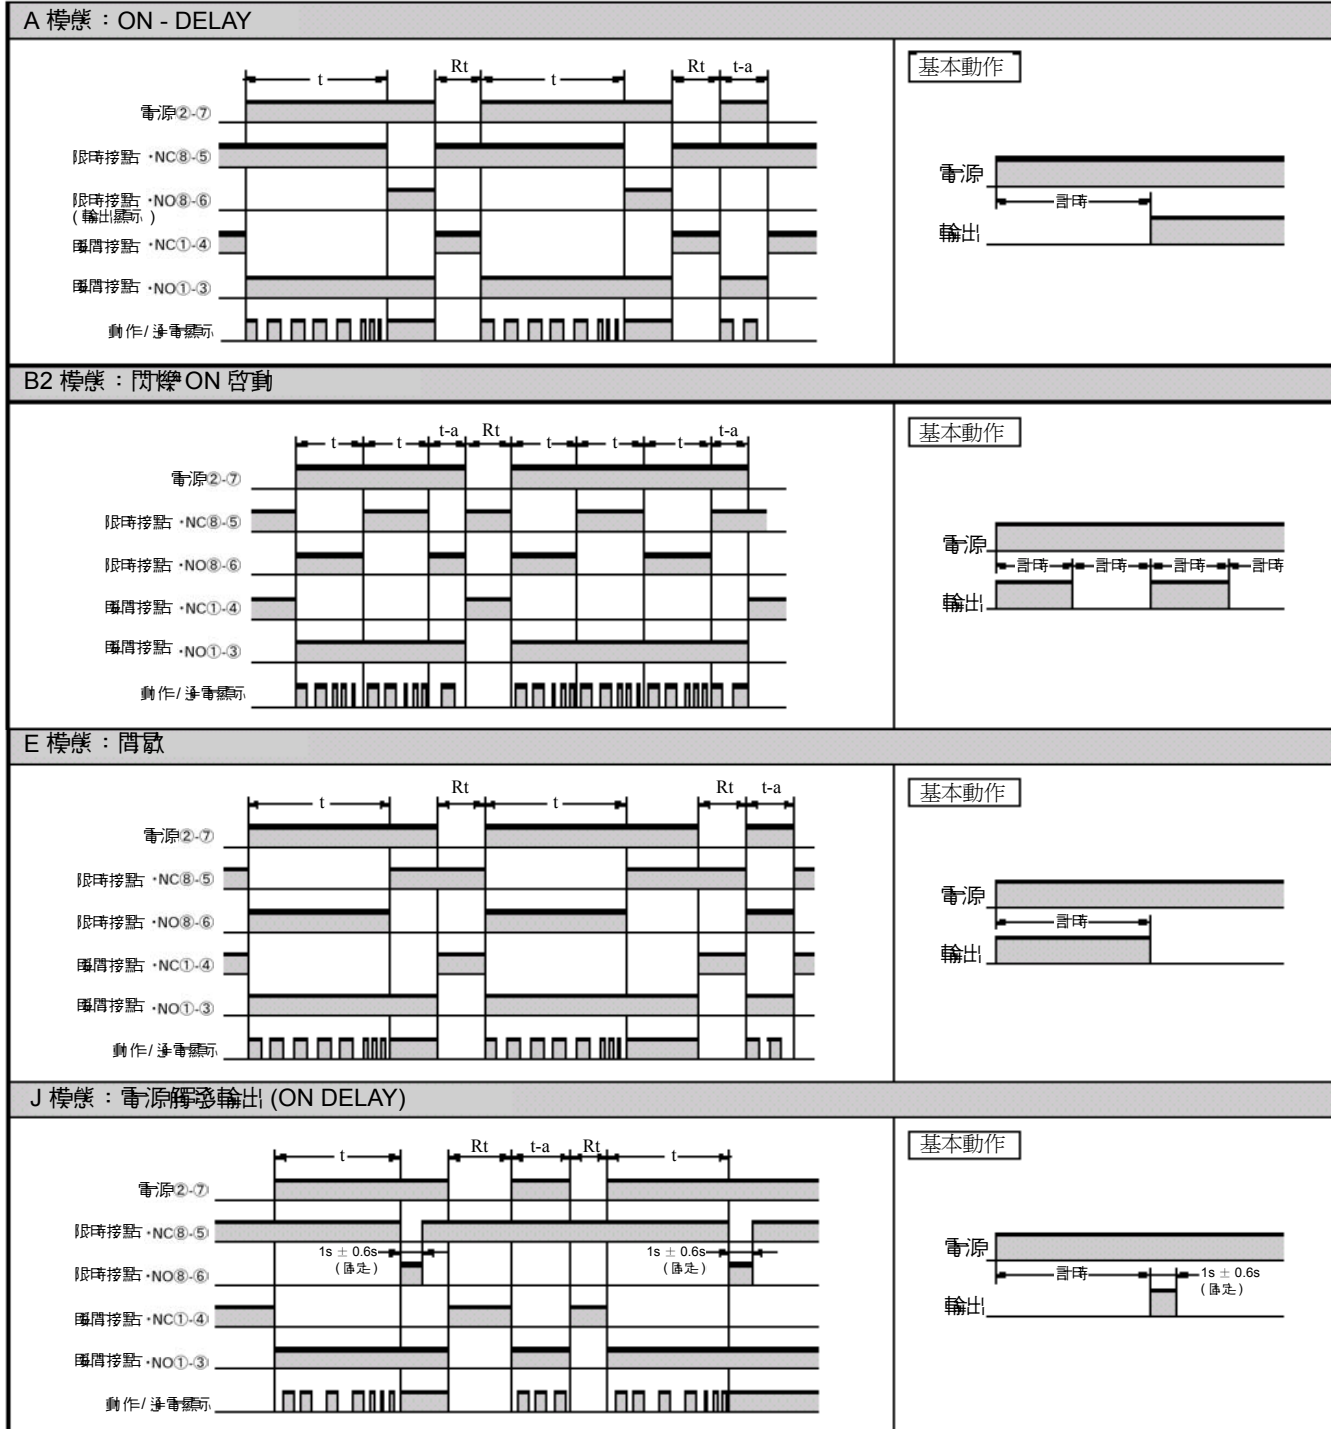 A 模態：ON - DELAY
基本動作
t
Rt
t
Rt
t-a
電源②-⑦
限時接點・NC⑧-⑤
限時接點・NO⑧-⑥
(輸出顯示)
瞬間接點・NC①-④
瞬間接點・NO①-③
動作/通電顯示
電源
計時
輸出
B2 模態：閃爍 ON 啓動
基本動作
t
t
t-a
Rt
t
t
t
t-a
電源②-⑦
限時接點・NC⑧-⑤
限時接點・NO⑧-⑥
瞬間接點・NC①-④
瞬間接點・NO①-③
動作/通電顯示
電源
計時
計時
計時
計時
輸出
E 模態：間歇
基本動作
t
Rt
t
Rt
t-a
電源②-⑦
限時接點・NC⑧-⑤
限時接點・NO⑧-⑥
瞬間接點・NC①-④
瞬間接點・NO①-③
動作/通電顯示
電源
計時
輸出
J 模態：電源觸發輸出 (ON DELAY)
基本動作
t
Rt
t-a
Rt
t
電源②-⑦
限時接點・NC⑧-⑤
1s ± 0.6s
(固定)
1s ± 0.6s
(固定)
限時接點・NO⑧-⑥
瞬間接點・NC①-④
瞬間接點・NO①-③
動作/通電顯示
電源
計時
1s ± 0.6s
(固定)
輸出